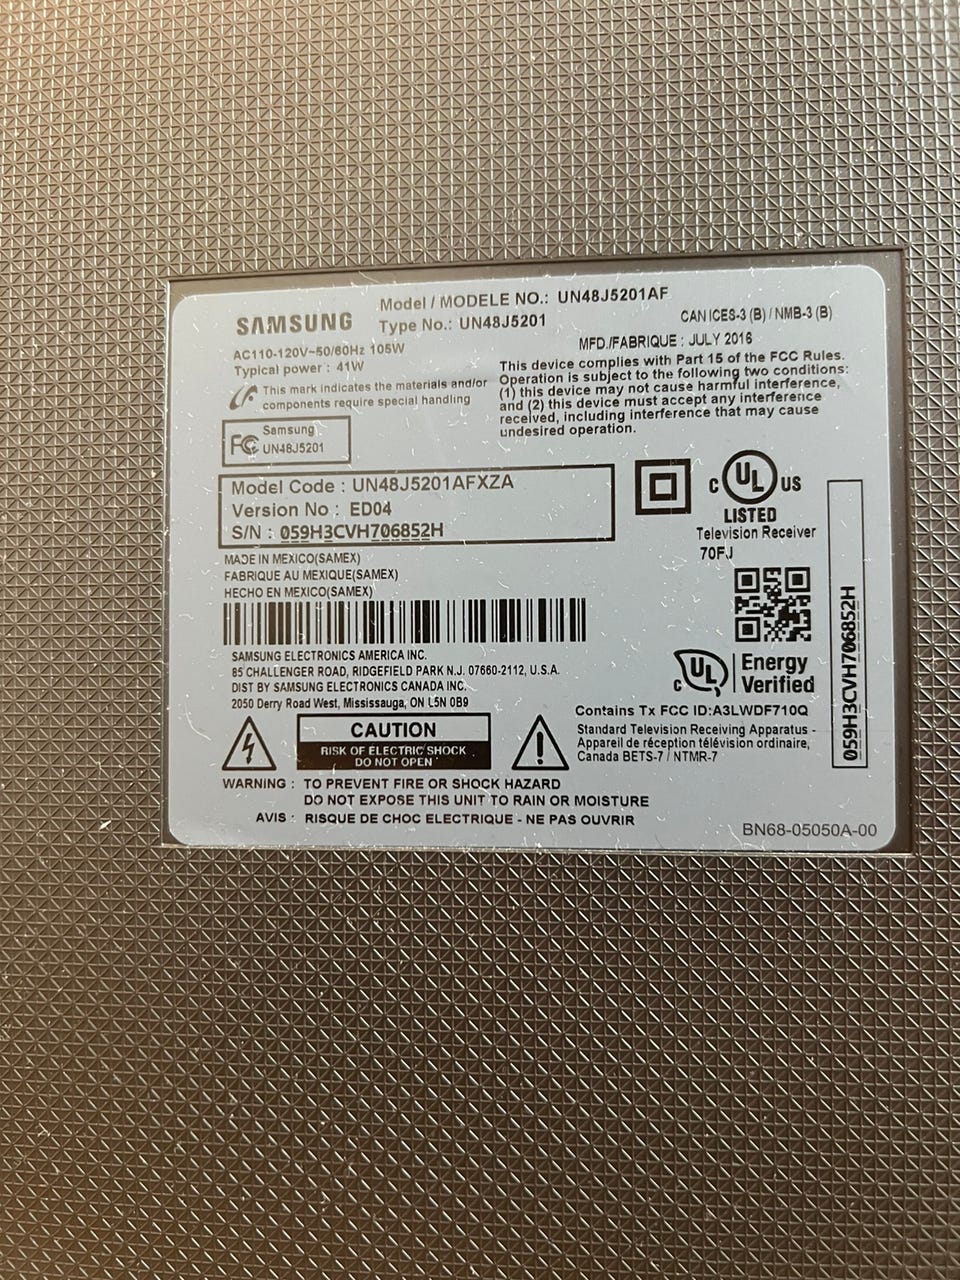 SAMSUNG
Model / MODELE NO.: UN48J5201AF
Type No.: UN48J5201
CAN ICES-3 (B) / NMB-3 (B)
MFD./FABRIQUE : JULY 2016
AC110-120V~50/60Hz 105W
Typical power : 41W
This mark indicates the materials and/or
components require special handling
This device complies with Part 15 of the FCC Rules.
Operation is subject to the following two conditions:
(1) this device may not cause harmful interference,
and (2) this device must accept any interference
received, including interference that may cause
undesired operation.
FC Samsung
UN48J5201
Model Code : UN48J5201AFXZA
Version No : ED04
S/N : 059H3CVH706852H
C UL US
LISTED
Television Receiver
70FJ
MADE IN MEXICO(SAMEX)
FABRIQUE AU MEXIQUE(SAMEX)
HECHO EN MEXICO(SAMEX)
SAMSUNG ELECTRONICS AMERICA INC.
85 CHALLENGER ROAD, RIDGEFIELD PARK N.J. 07660-2112, U.S.A.
DIST BY SAMSUNG ELECTRONICS CANADA INC.
2050 Derry Road West, Mississauga, ON L5N 0B9
C UL Energy
Verified
059H3CVH706852H
Contains Tx FCC ID:A3LWDF710Q
Standard Television Receiving Apparatus -
Appareil de réception télévision ordinaire,
Canada BETS-7 / NTMR-7
CAUTION
RISK OF ELECTRIC SHOCK
DO NOT OPEN
WARNING : TO PREVENT FIRE OR SHOCK HAZARD
DO NOT EXPOSE THIS UNIT TO RAIN OR MOISTURE
AVIS : RISQUE DE CHOC ELECTRIQUE - NE PAS OUVRIR
BN68-05050A-00